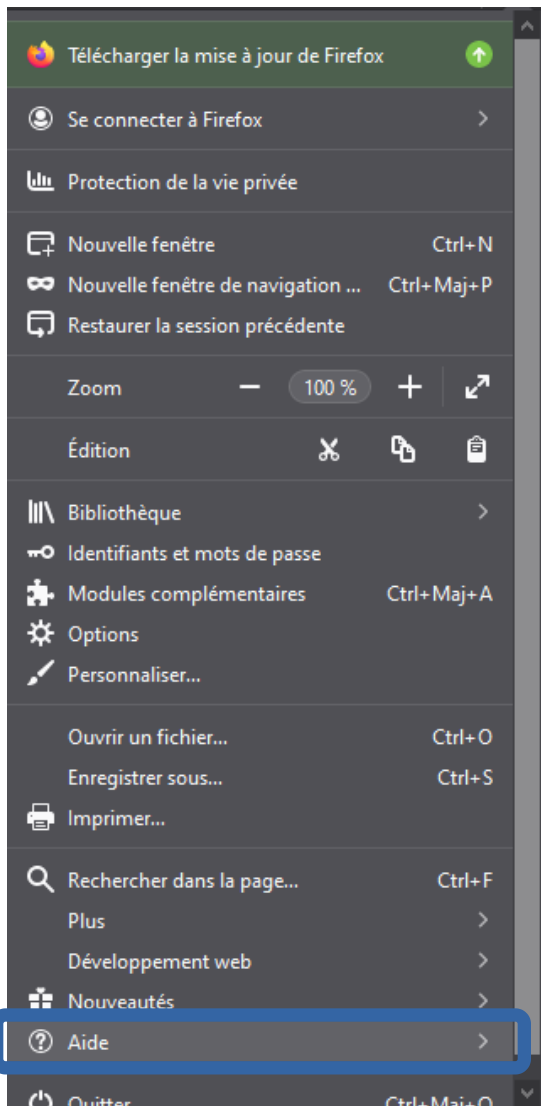 Télécharger la mise à jour de Firefox
Se connecter à Firefox
Protection de la vie privée
Nouvelle fenêtre Ctrl+N
Nouvelle fenêtre de navigation ... Ctrl+Maj+P
Restaurer la session précédente
Zoom 100 %
Édition
Bibliothèque
Identifiants et mots de passe
Modules complémentaires Ctrl+Maj+A
Options
Personnaliser...
Ouvrir un fichier... Ctrl+O
Enregistrer sous... Ctrl+S
Imprimer...
Rechercher dans la page... Ctrl+F
Plus
Développement web
Nouveautés
Aide
Quitter Ctrl+Maj+Q